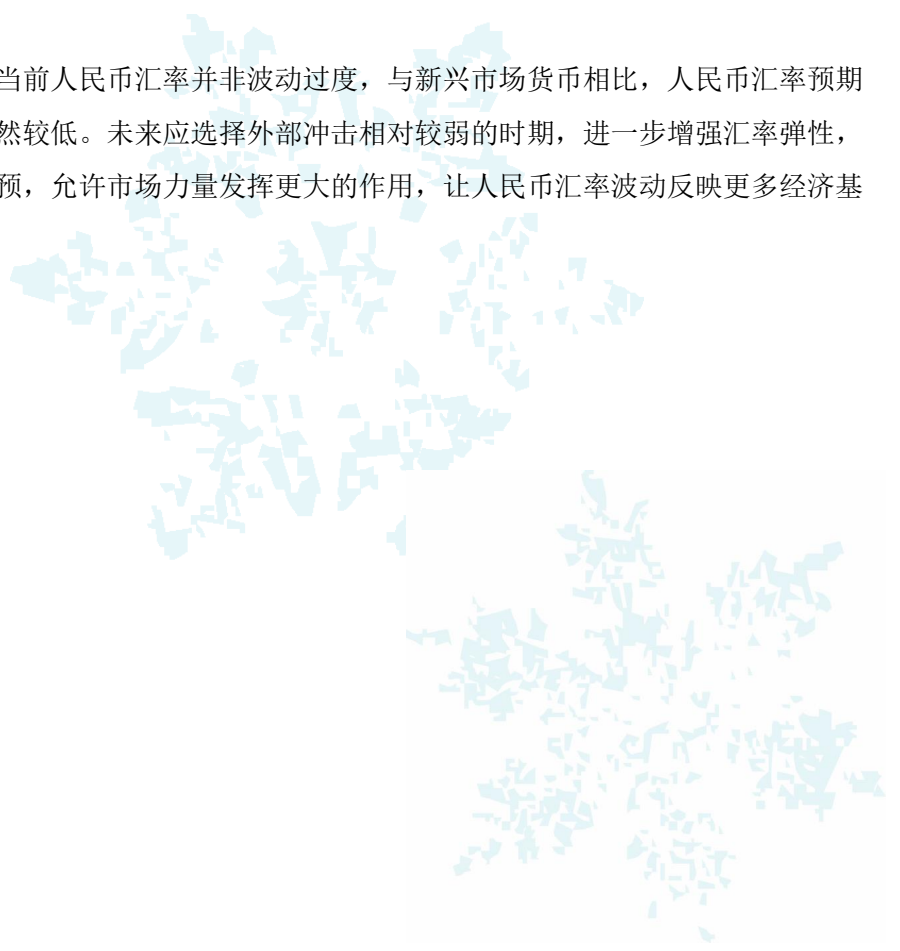 当前人民币汇率并非波动过度，与新兴市场货币相比，人民币汇率预期
然较低。未来应选择外部冲击相对较弱的时期，进一步增强汇率弹性，
预，允许市场力量发挥更大的作用，让人民币汇率波动反映更多经济基